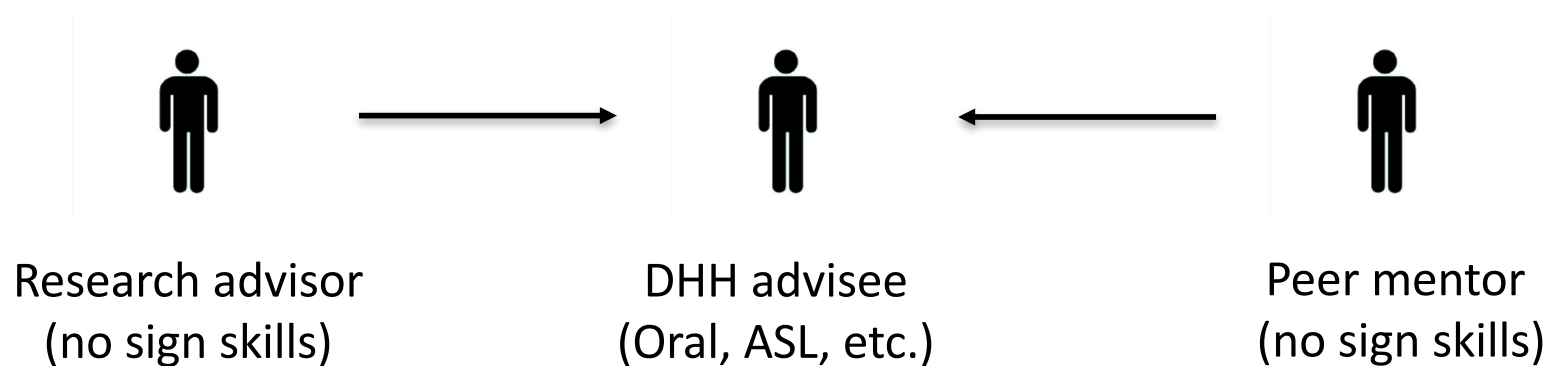 Research advisor
(no sign skills)
DHH advisee
(Oral, ASL, etc.)
Peer mentor
(no sign skills)